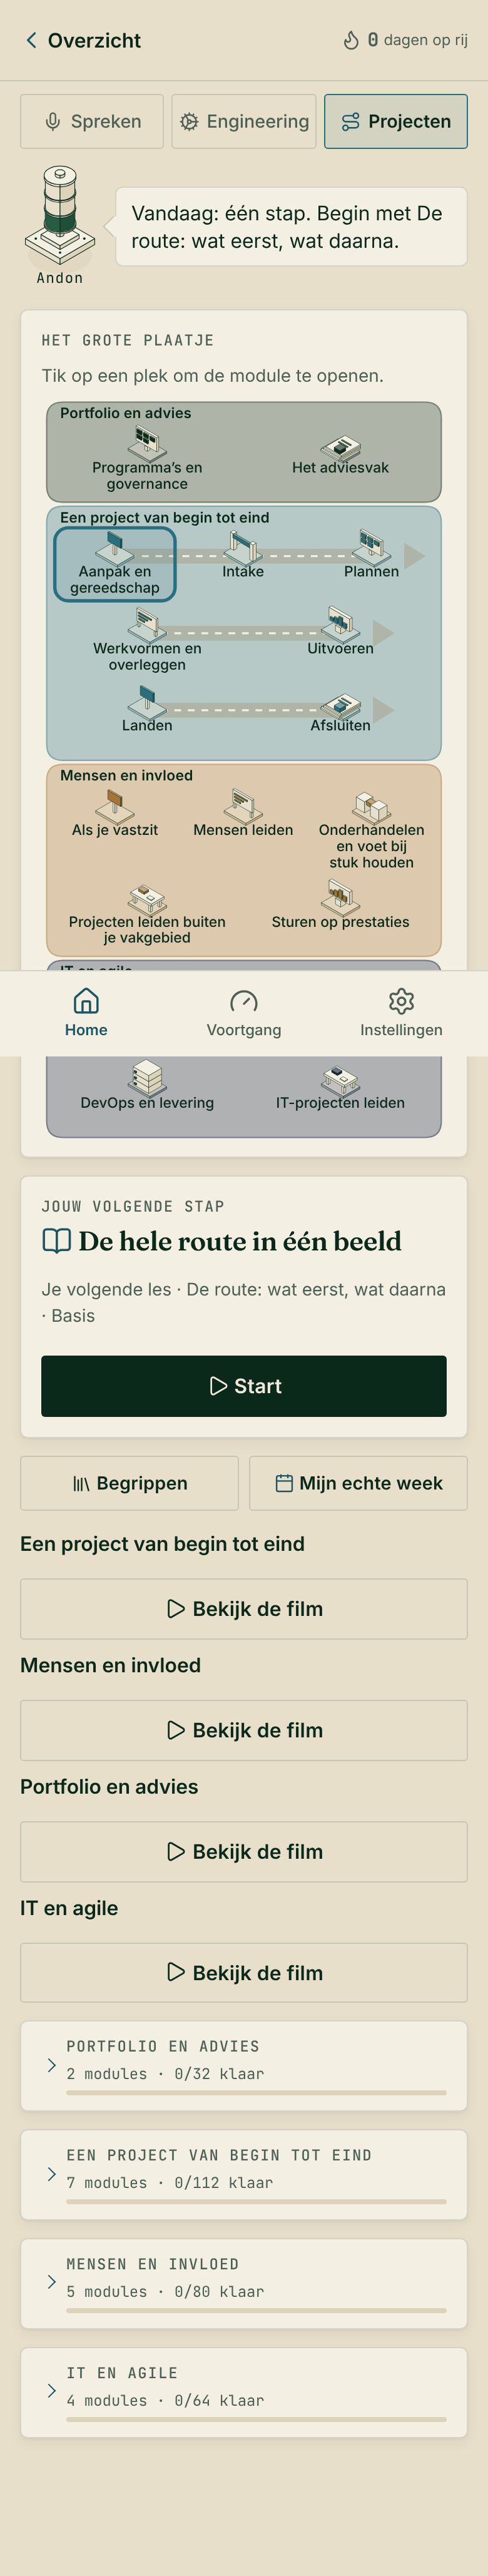 Overzicht
0 dagen op rij
Spreken
Engineering
Projecten
Vandaag: één stap. Begin met De
route: wat eerst, wat daarna.
Andon
HET GROTE PLAATJE
Tik op een plek om de module te openen.
Portfolio en advies
Programma's en
governance
Het adviesvak
Een project van begin tot eind
Aanpak en
gereedschap
Intake
Plannen
Werkvormen en
overleggen
Uitvoeren
Landen
Afsluiten
Mensen en invloed
Als je vastzit
Mensen leiden
Onderhandelen
en voet bij
stuk houden
Projecten leiden buiten
je vakgebied
Sturen op prestaties
IT en agile
Home
Voortgang
Instellingen
DevOps en levering
IT-projecten leiden
JOUW VOLGENDE STAP
De hele route in één beeld
Je volgende les · De route: wat eerst, wat daarna
· Basis
Start
Begrippen
Mijn echte week
Een project van begin tot eind
Bekijk de film
Mensen en invloed
Bekijk de film
Portfolio en advies
Bekijk de film
IT en agile
Bekijk de film
PORTFOLIO EN ADVIES
2 modules · 0/32 klaar
EEN PROJECT VAN BEGIN TOT EIND
7 modules · 0/112 klaar
MENSEN EN INVLOED
5 modules · 0/80 klaar
IT EN AGILE
4 modules · 0/64 klaar